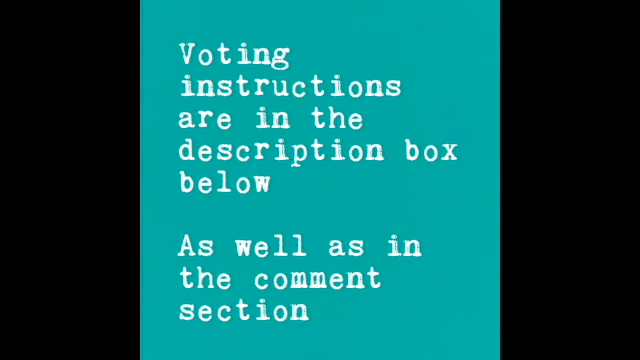 Voting
instructions
are in the
description box
below
As well as in
the comment
section